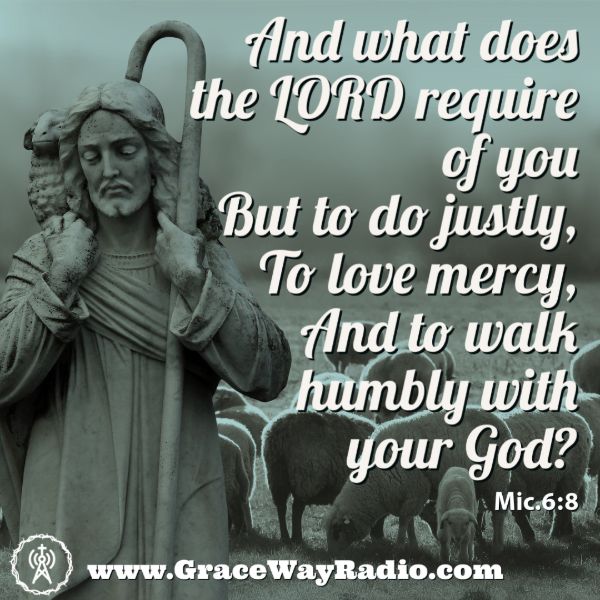 And what does
the LORD require
of you
But to do justly,
To love mercy,
And to walk
humbly with
your God?
Mic.6:8
www.GraceWayRadio.com